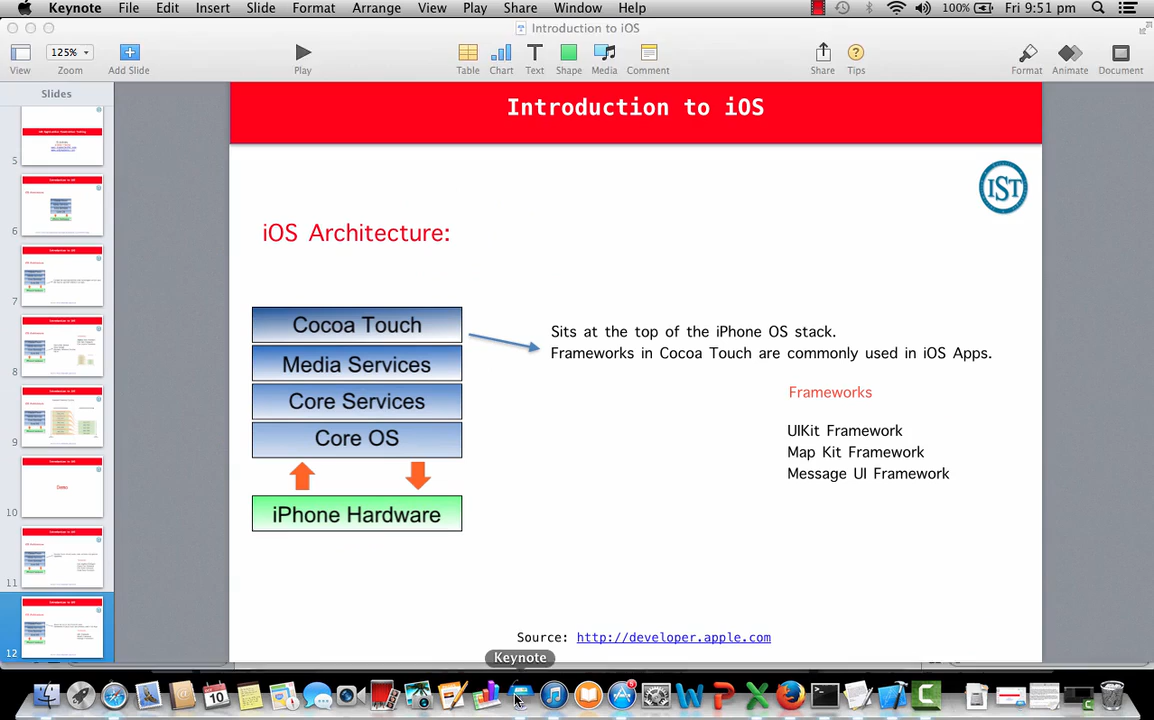 Keynote File Edit Insert Slide Format Arrange View Play Share Window Help 100% Fri 9:51 pm
Introduction to iOS
125%
View Zoom Add Slide Play Table Chart Text Shape Media Comment Share Tips Format Animate Document
Slides
5
6
7
8
9
10
11
12
Demo
Introduction to iOS
IST
iOS Architecture:
Cocoa Touch
Media Services
Core Services
Core OS
iPhone Hardware
Sits at the top of the iPhone OS stack.
Frameworks in Cocoa Touch are commonly used in iOS Apps.
Frameworks
UIKit Framework
Map Kit Framework
Message UI Framework
Source: http://developer.apple.com
Keynote